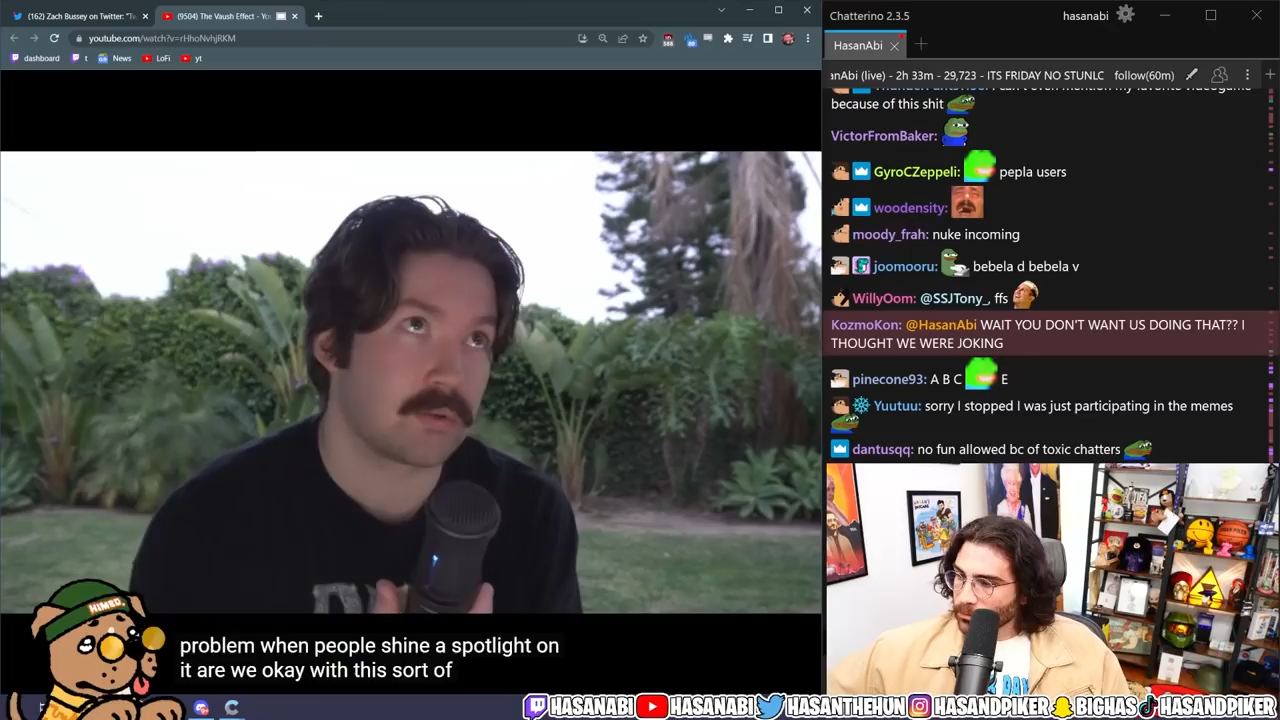 (162) Zach Bussey on Twitter: "Tw
(9504) The Vaush Effect - Yo
youtube.com/watch?v=rHhoNvhjRKM
dashboard
t
News
LoFi
yt
problem when people shine a spotlight on
it are we okay with this sort of
Chatterino 2.3.5
hasanabi
HasanAbi
anAbi (live) - 2h 33m - 29,723 - ITS FRIDAY NO STUNLC
follow(60m)
because of this shit
VictorFromBaker:
GyroCZeppeli: pepla users
woodensity:
moody_frah: nuke incoming
joomooru: bebela d bebela v
WillyOom: @SSJTony_, ffs
KozmoKon: @HasanAbi WAIT YOU DON'T WANT US DOING THAT?? I
THOUGHT WE WERE JOKING
pinecone93: A B C E
Yuutuu: sorry I stopped I was just participating in the memes
dantusqq: no fun allowed bc of toxic chatters
HASANABI HASANABI HASANTHEHUN HASANDPIKER BIGHAS HASANDPIKER